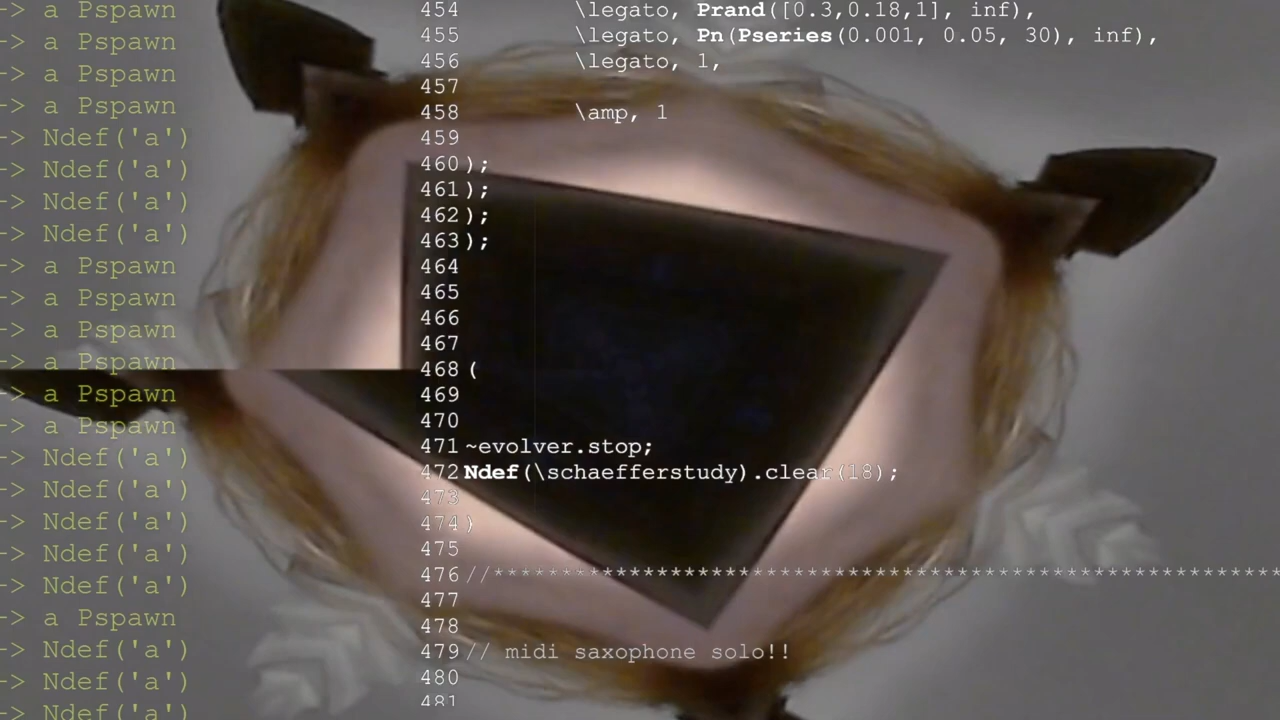 -> a Pspawn
-> a Pspawn
-> a Pspawn
-> a Pspawn
-> Ndef('a')
-> Ndef('a')
-> Ndef('a')
-> Ndef('a')
-> a Pspawn
-> a Pspawn
-> a Pspawn
-> a Pspawn
-> a Pspawn
-> a Pspawn
-> Ndef('a')
-> Ndef('a')
-> Ndef('a')
-> Ndef('a')
-> Ndef('a')
-> a Pspawn
-> Ndef('a')
-> Ndef('a')
-> Ndef('a')
454 \legato, Prand([0.3,0.18,1], inf),
455 \legato, Pn(Pseries(0.001, 0.05, 30), inf),
456 \legato, 1,
457
458 \amp, 1
459
460 );
461 );
462 );
463 );
464
465
466
467
468 (
469
470
471 ~evolver.stop;
472 Ndef(\schaefferstudy).clear(18);
473
474 )
475
476 //************************************************************
477
478
479 // midi saxophone solo!!
480
481